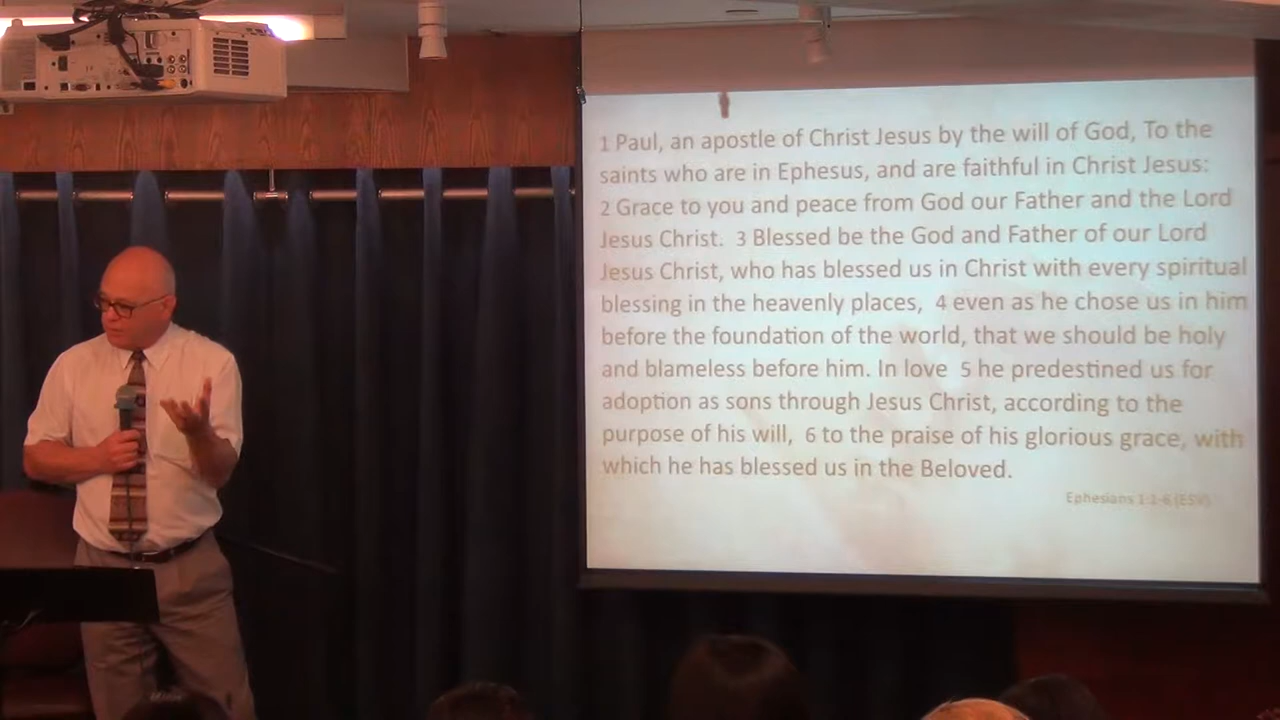 1 Paul, an apostle of Christ Jesus by the will of God, To the
saints who are in Ephesus, and are faithful in Christ Jesus:
2 Grace to you and peace from God our Father and the Lord
Jesus Christ. 3 Blessed be the God and Father of our Lord
Jesus Christ, who has blessed us in Christ with every spiritual
blessing in the heavenly places, 4 even as he chose us in him
before the foundation of the world, that we should be holy
and blameless before him. In love 5 he predestined us for
adoption as sons through Jesus Christ, according to the
purpose of his will, 6 to the praise of his glorious grace, with
which he has blessed us in the Beloved.
Ephesians 1:1-6 (ESV)